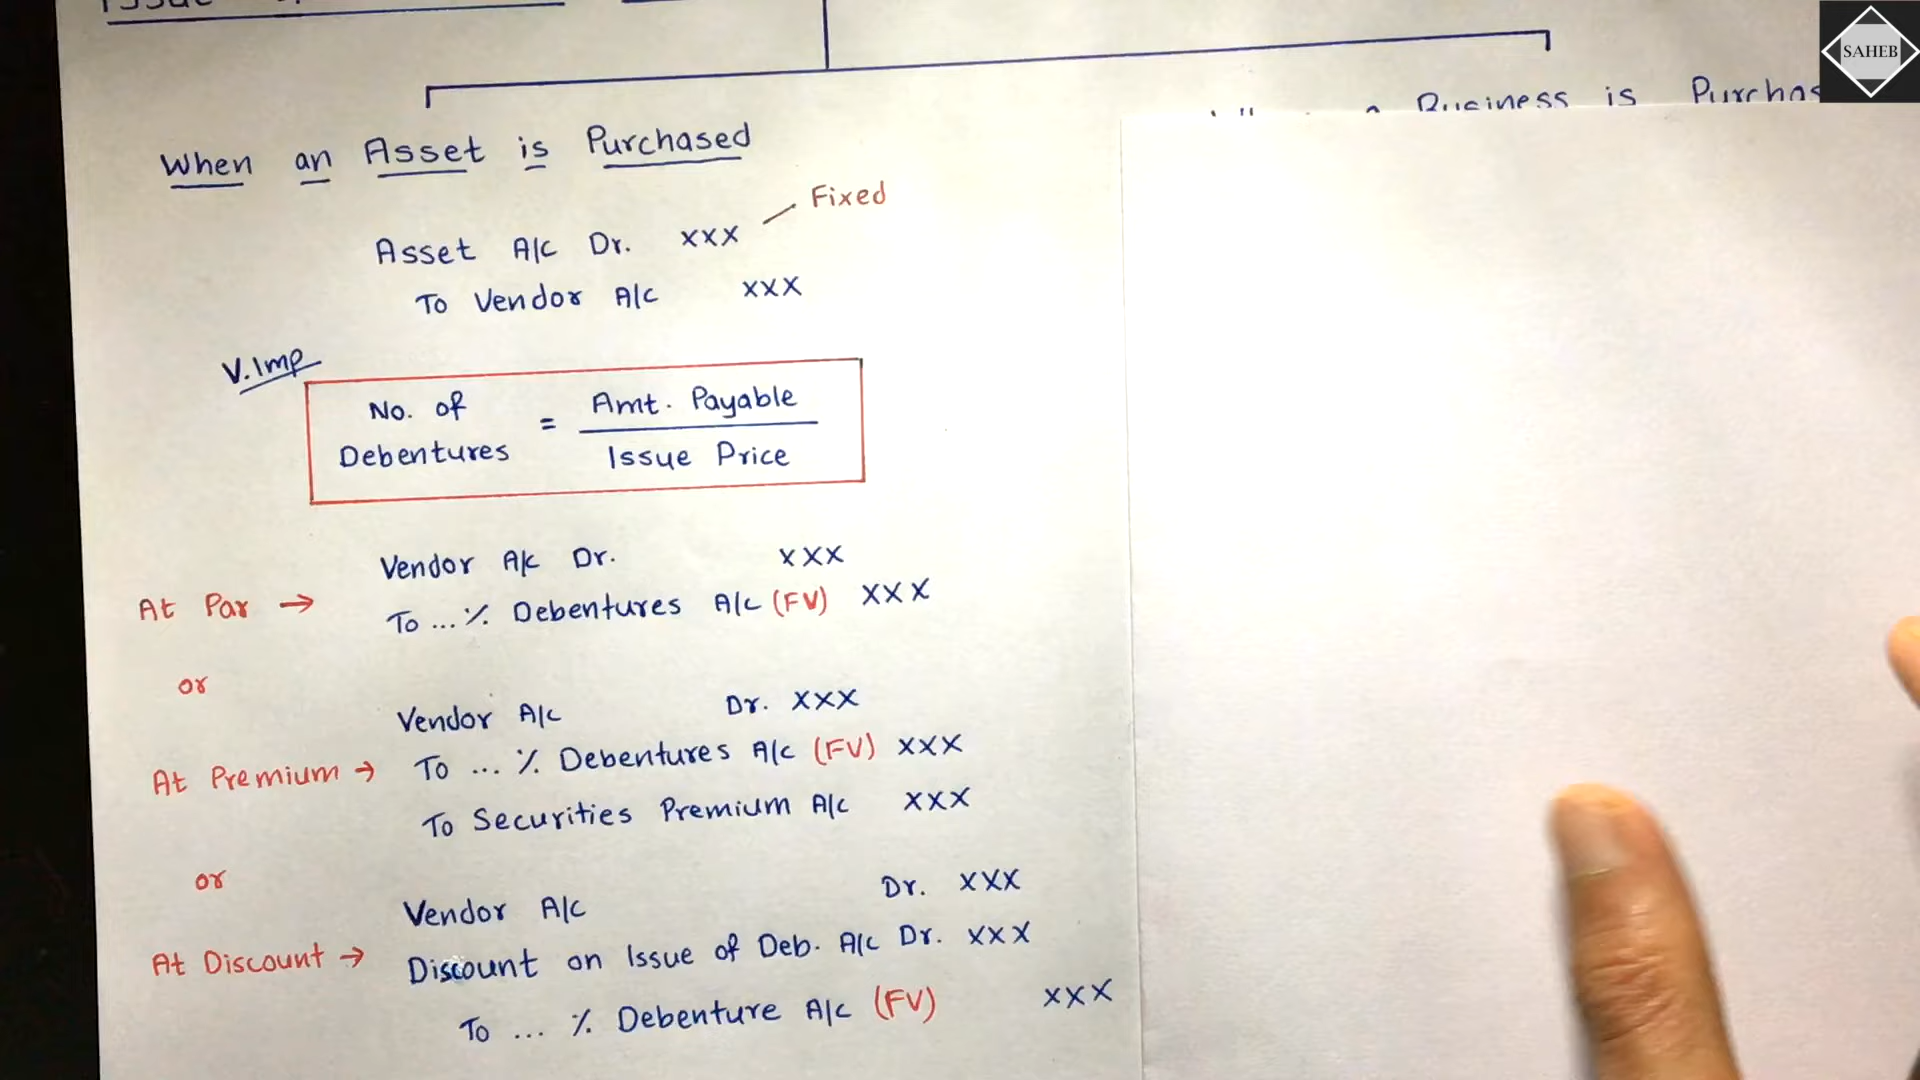 SAHEB
Business is Purchas
When an Asset is Purchased
Fixed
Asset A/c Dr. XXX
To Vendor A/c XXX
V.Imp
No. of Debentures = Amt. Payable / Issue Price
Vendor A/c Dr. XXX
At Par → To ... % Debentures A/c (FV) XXX
or
Vendor A/c Dr. XXX
At Premium → To ... % Debentures A/c (FV) XXX
To Securities Premium A/c XXX
or
Vendor A/c Dr. XXX
At Discount → Discount on Issue of Deb. A/c Dr. XXX
To ... % Debenture A/c (FV) XXX